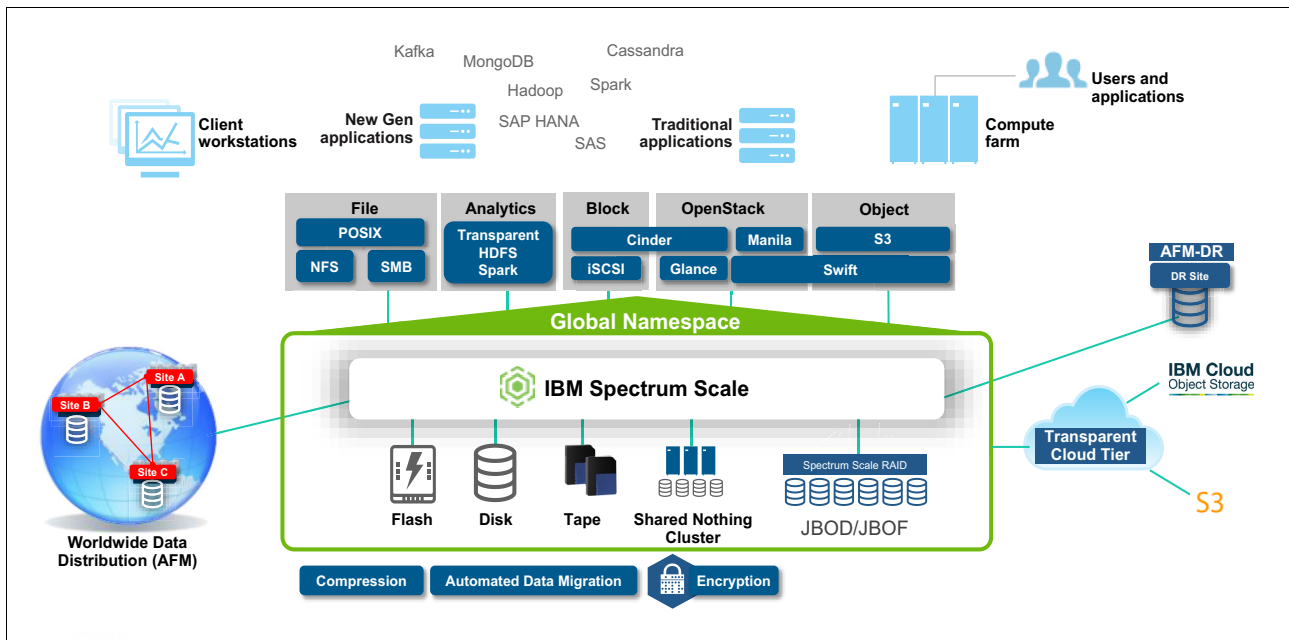 Kafka
MongoDB
Cassandra
Hadoop
Spark
SAP HANA
SAS
Client
workstations
New Gen
applications
Traditional
applications
Compute
farm
Users and
applications
File
Analytics
Block
OpenStack
Object
POSIX
NFS
SMB
Transparent
HDFS
Spark
Cinder
Manila
S3
iSCSI
Glance
Swift
AFM-DR
DR Site
Global Namespace
IBM Spectrum Scale
Site A
Site B
Site C
Worldwide Data
Distribution (AFM)
IBM Cloud
Object Storage
Transparent
Cloud Tier
S3
Flash
Disk
Tape
Shared Nothing
Cluster
Spectrum Scale RAID
JBOD/JBOF
Compression
Automated Data Migration
Encryption